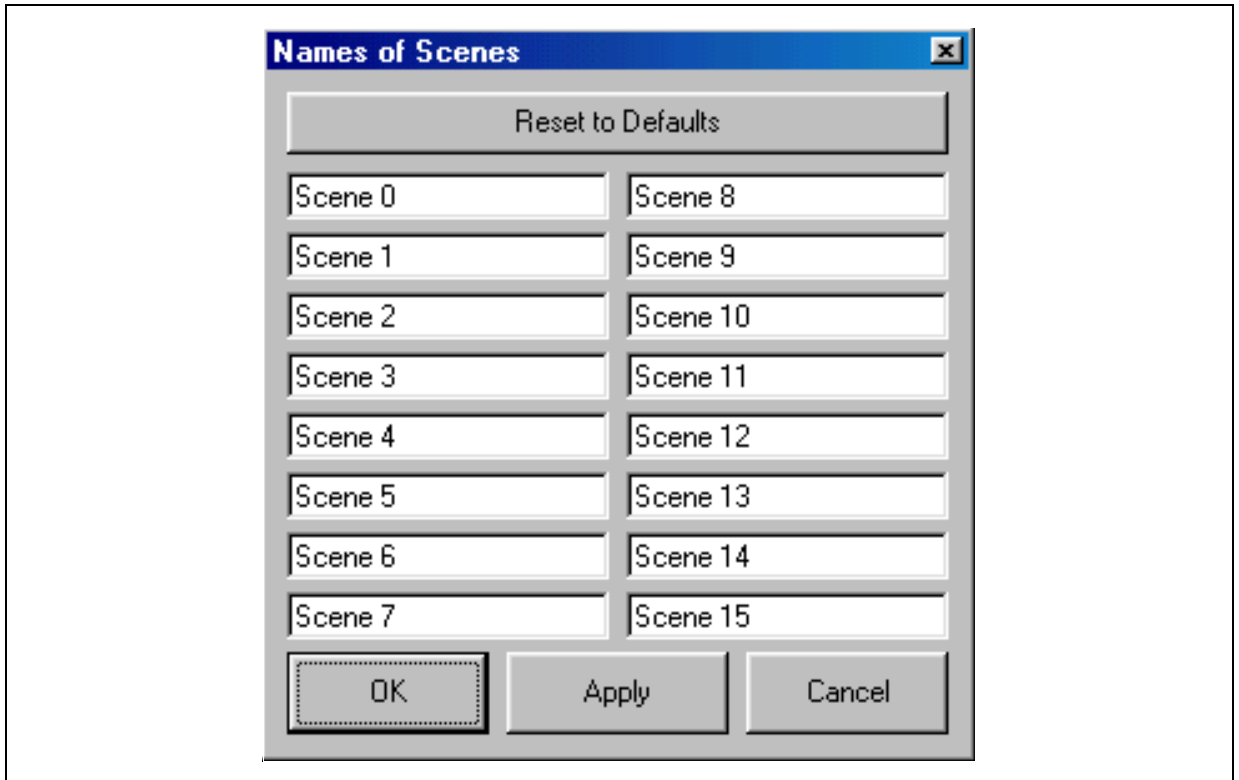 Names of Scenes
Reset to Defaults
Scene 0
Scene 8
Scene 1
Scene 9
Scene 2
Scene 10
Scene 3
Scene 11
Scene 4
Scene 12
Scene 5
Scene 13
Scene 6
Scene 14
Scene 7
Scene 15
OK
Apply
Cancel